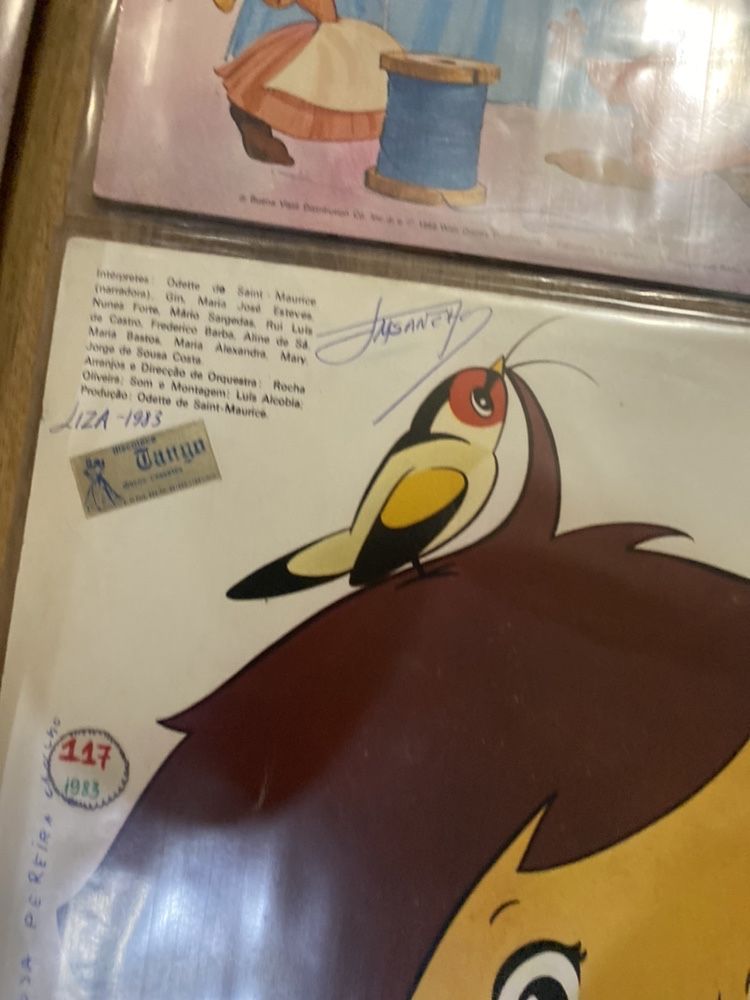 © Buena Vista Distribution Co. Inc.
Intérpretes: Odette de Saint-Maurice
(narradora), Gin, Maria José Esteves,
Nunes Forte, Mário Sargedas, Rui Luís
de Castro, Frederico Barba, Aline de Sá,
Maria Bastos, Maria Alexandra, Mary,
Jorge de Sousa Costa.
Arranjos e Direcção de Orquestra: Rocha
Oliveira; Som e Montagem: Luís Alcobia;
Produção: Odette de Saint-Maurice.
LIZA-1983
discoteca
Tango
117
1983
PEREIRA